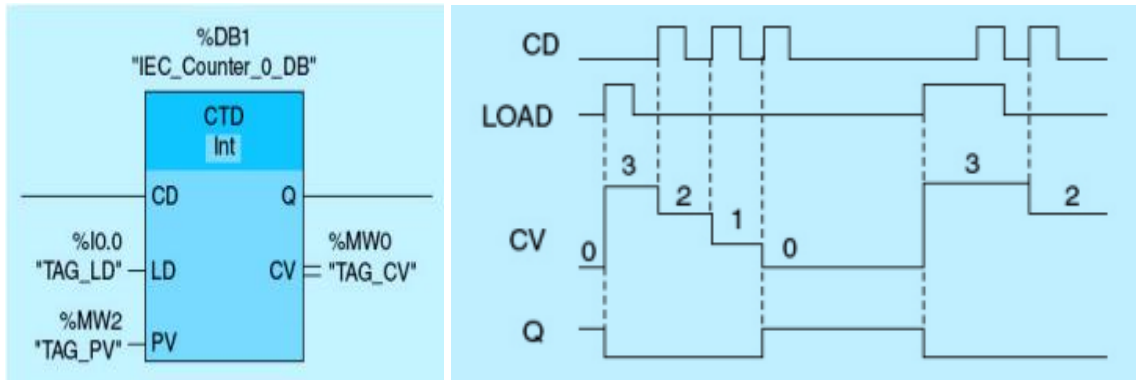 %DB1
"IEC_Counter_0_DB"
CTD
Int
CD Q
%I0.0
"TAG_LD" LD
%MW0
CV "TAG_CV"
%MW2
"TAG_PV" PV
CD
LOAD
3 3
2 2
1
CV 0 0
Q